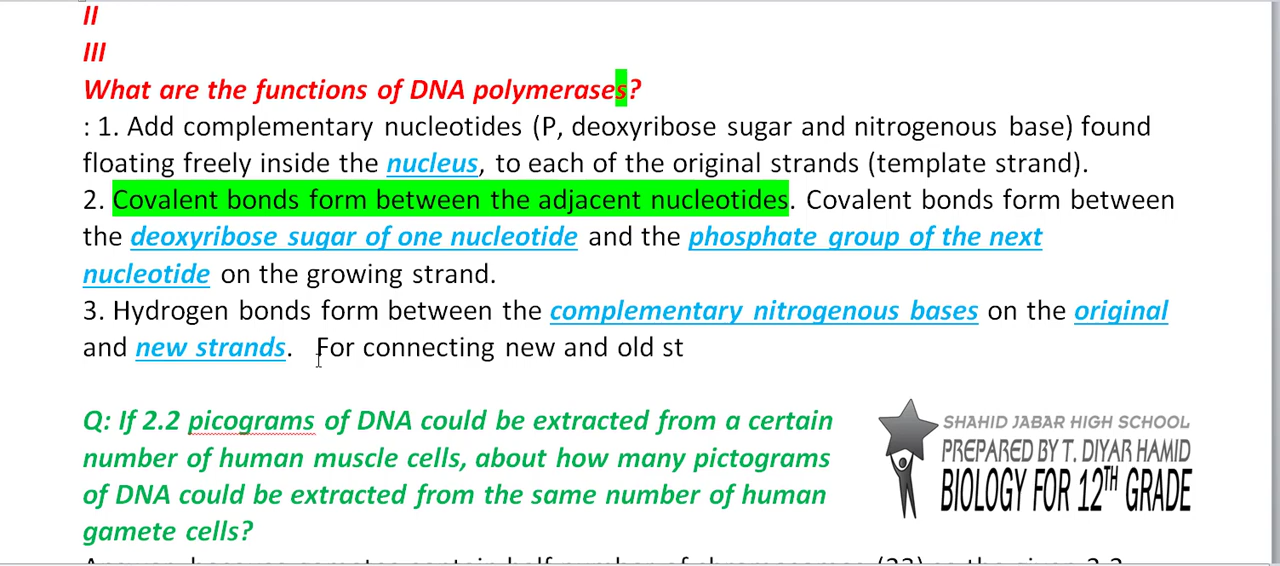 II
III
What are the functions of DNA polymerases?
: 1. Add complementary nucleotides (P, deoxyribose sugar and nitrogenous base) found
floating freely inside the nucleus, to each of the original strands (template strand).
2. Covalent bonds form between the adjacent nucleotides. Covalent bonds form between
the deoxyribose sugar of one nucleotide and the phosphate group of the next
nucleotide on the growing strand.
3. Hydrogen bonds form between the complementary nitrogenous bases on the original
and new strands. For connecting new and old st
Q: If 2.2 picograms of DNA could be extracted from a certain
number of human muscle cells, about how many pictograms
of DNA could be extracted from the same number of human
gamete cells?
SHAHID JABAR HIGH SCHOOL
PREPARED BY T. DIYAR HAMID
BIOLOGY FOR 12TH GRADE